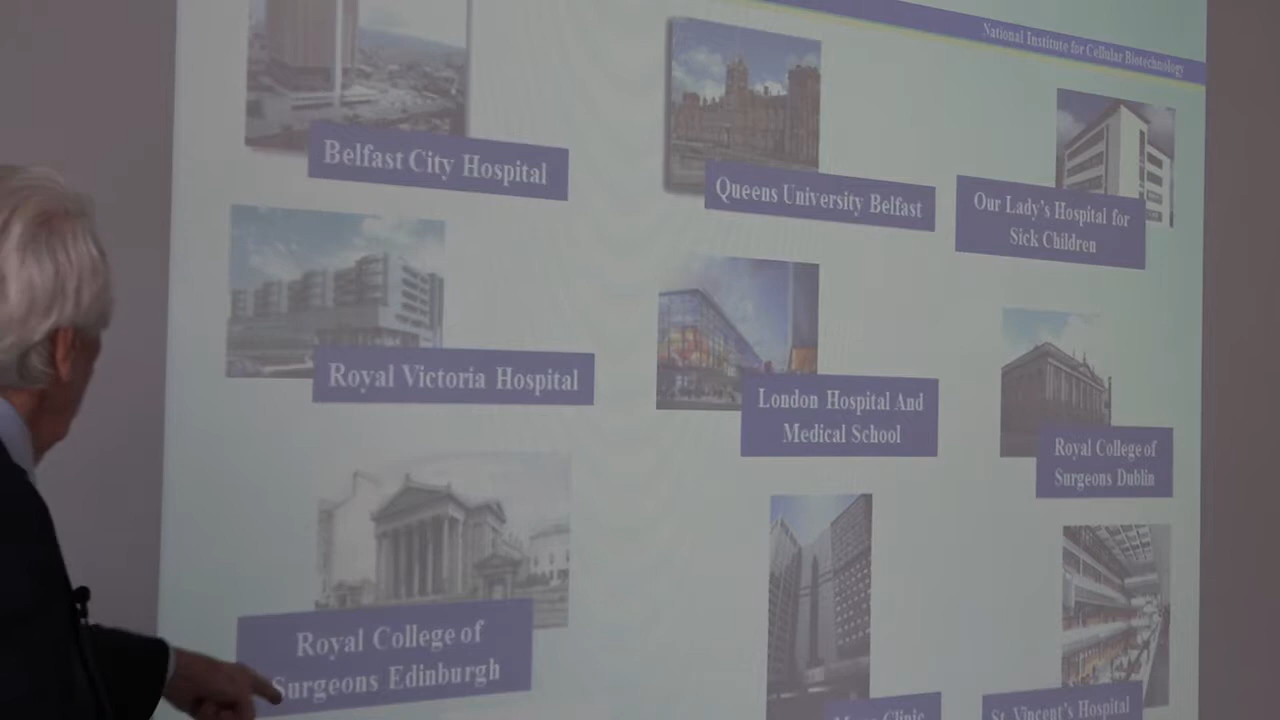 National Institute for Cellular Biotechnology
Belfast City Hospital
Queens University Belfast
Our Lady's Hospital for
Sick Children
Royal Victoria Hospital
London Hospital And
Medical School
Royal College of
Surgeons Dublin
Royal College of
Surgeons Edinburgh
Mayo Clinic
St. Vincent's Hospital